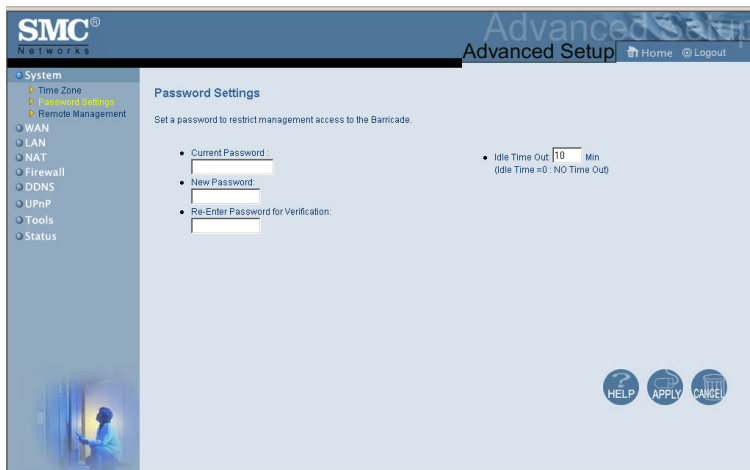 SMC®
Networks
Advanced Setup
Advanced Setup
Home
Logout
System
Time Zone
Password Settings
Remote Management
WAN
LAN
NAT
Firewall
DDNS
UPnP
Tools
Status
Password Settings
Set a password to restrict management access to the Barricade.
Current Password :
New Password:
Re-Enter Password for Verification:
Idle Time Out: 10 Min
(Idle Time =0 : NO Time Out)
HELP
APPLY
CANCEL